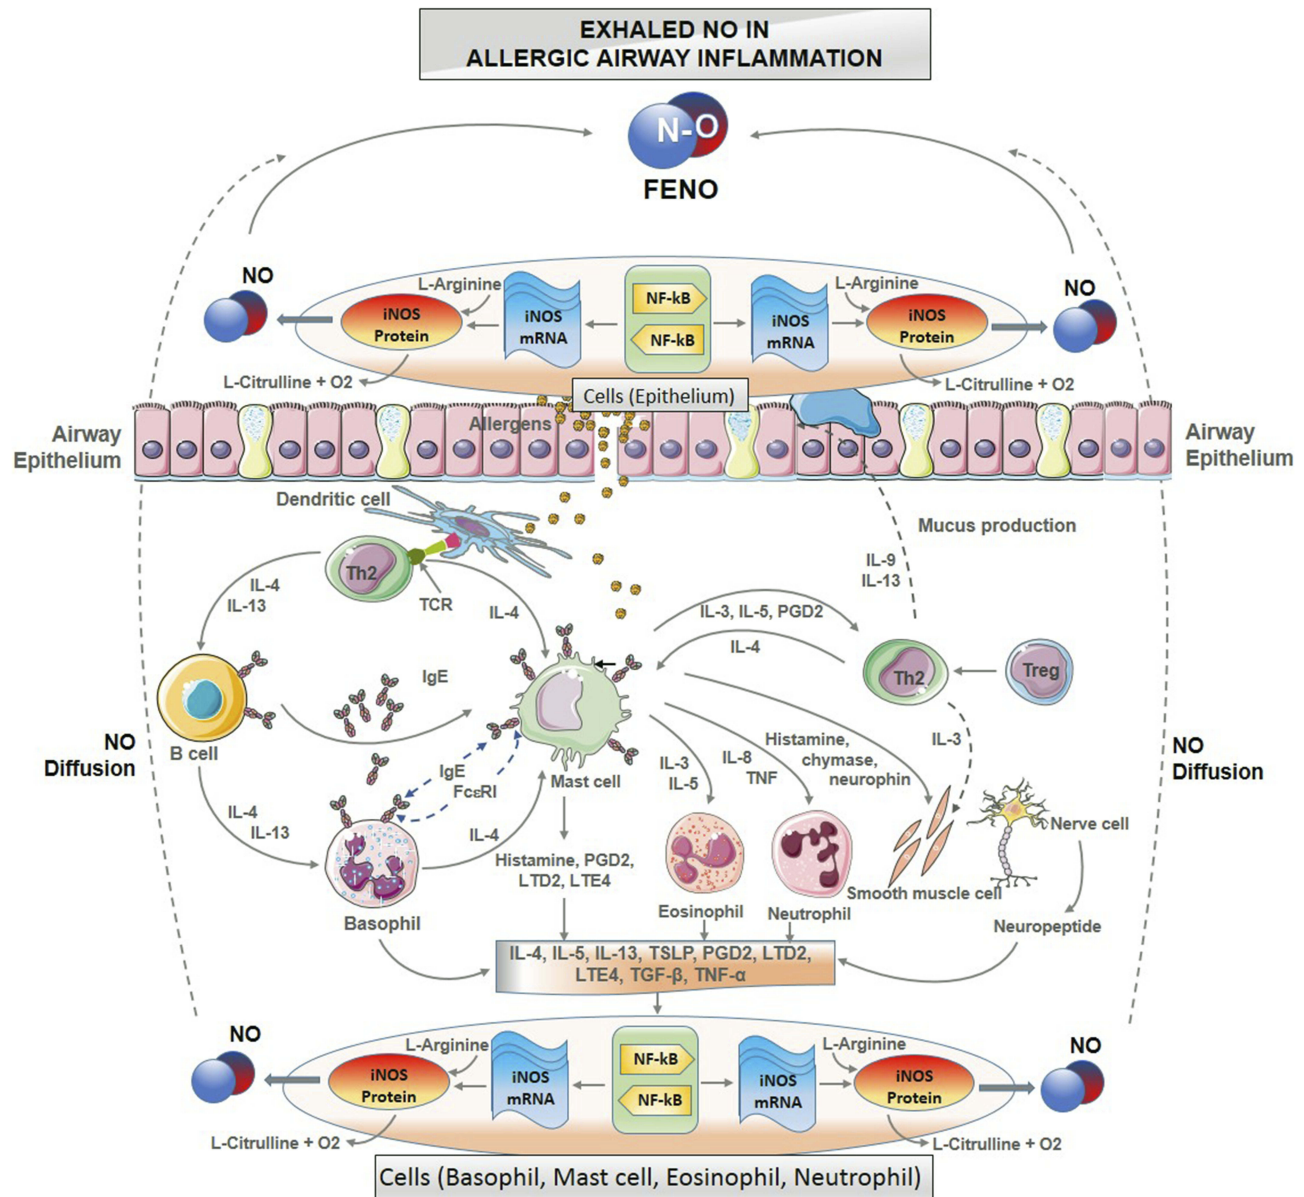 EXHALED NO IN
ALLERGIC AIRWAY INFLAMMATION
N-O
FENO
NO
L-Arginine
iNOS
Protein
iNOS
mRNA
NF-kB
NF-kB
iNOS
mRNA
L-Arginine
iNOS
Protein
NO
L-Citrulline + O2
Cells (Epithelium)
L-Citrulline + O2
Airway
Epithelium
Allergens
Airway
Epithelium
Dendritic cell
Mucus production
Th2
TCR
IL-4
IL-13
IL-4
IL-9
IL-13
IL-3, IL-5, PGD2
IL-4
Th2
Treg
IgE
B cell
NO
Diffusion
IgE
FcεRI
Mast cell
IL-3
IL-5
IL-8
TNF
Histamine,
chymase,
neurophin
IL-3
NO
Diffusion
IL-4
IL-13
IL-4
Nerve cell
Histamine, PGD2,
LTD2, LTE4
Basophil
Eosinophil
Neutrophil
Smooth muscle cell
Neuropeptide
IL-4, IL-5, IL-13, TSLP, PGD2, LTD2,
LTE4, TGF-β, TNF-α
NO
L-Arginine
iNOS
Protein
iNOS
mRNA
NF-kB
NF-kB
iNOS
mRNA
L-Arginine
iNOS
Protein
NO
L-Citrulline + O2
L-Citrulline + O2
Cells (Basophil, Mast cell, Eosinophil, Neutrophil)